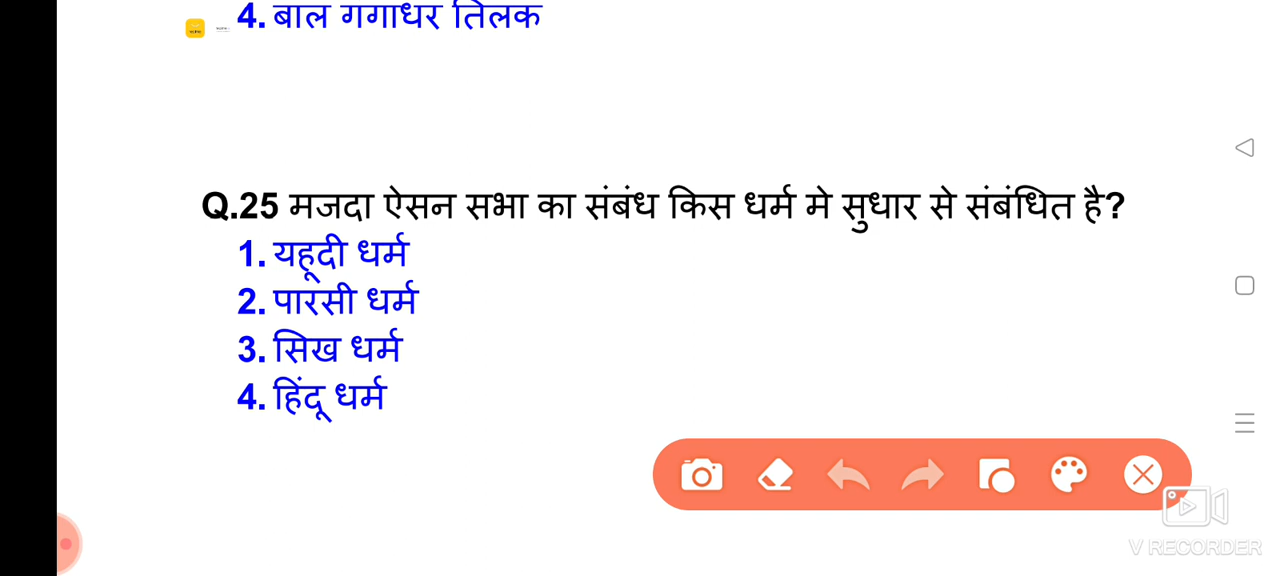 4. बाल गगाधर तिलक
Q.25 मजदा ऐसन सभा का संबंध किस धर्म मे सुधार से संबंधित है?
1. यहूदी धर्म
2. पारसी धर्म
3. सिख धर्म
4. हिंदू धर्म
V RECORDER